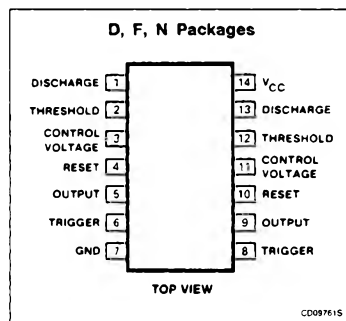 D, F, N Packages
DISCHARGE 1
THRESHOLD 2
CONTROL
VOLTAGE 3
RESET 4
OUTPUT 5
TRIGGER 6
GND 7
14 VCC
13 DISCHARGE
12 THRESHOLD
11 CONTROL
VOLTAGE
10 RESET
9 OUTPUT
8 TRIGGER
TOP VIEW
CD09761S